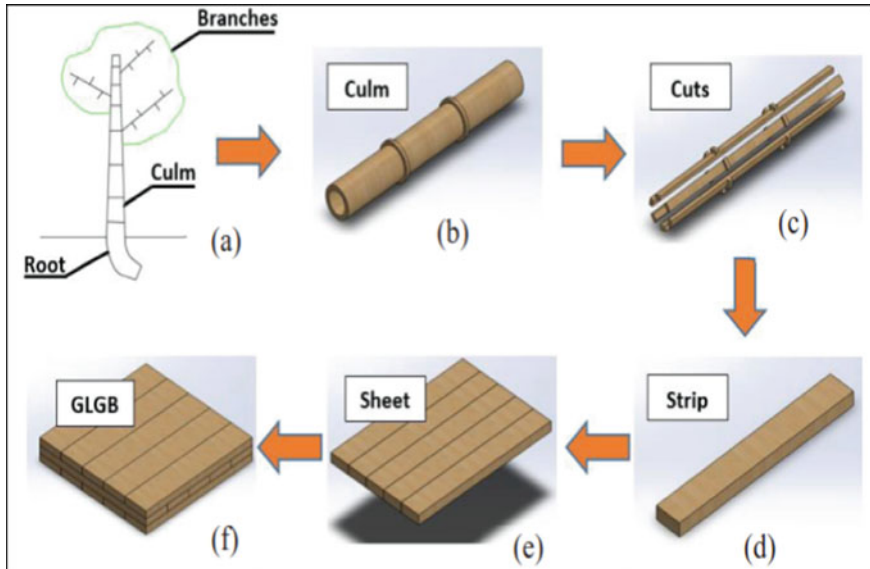 Branches
Culm
Root
(a)
Culm
(b)
Cuts
(c)
GLGB
(f)
Sheet
(e)
Strip
(d)